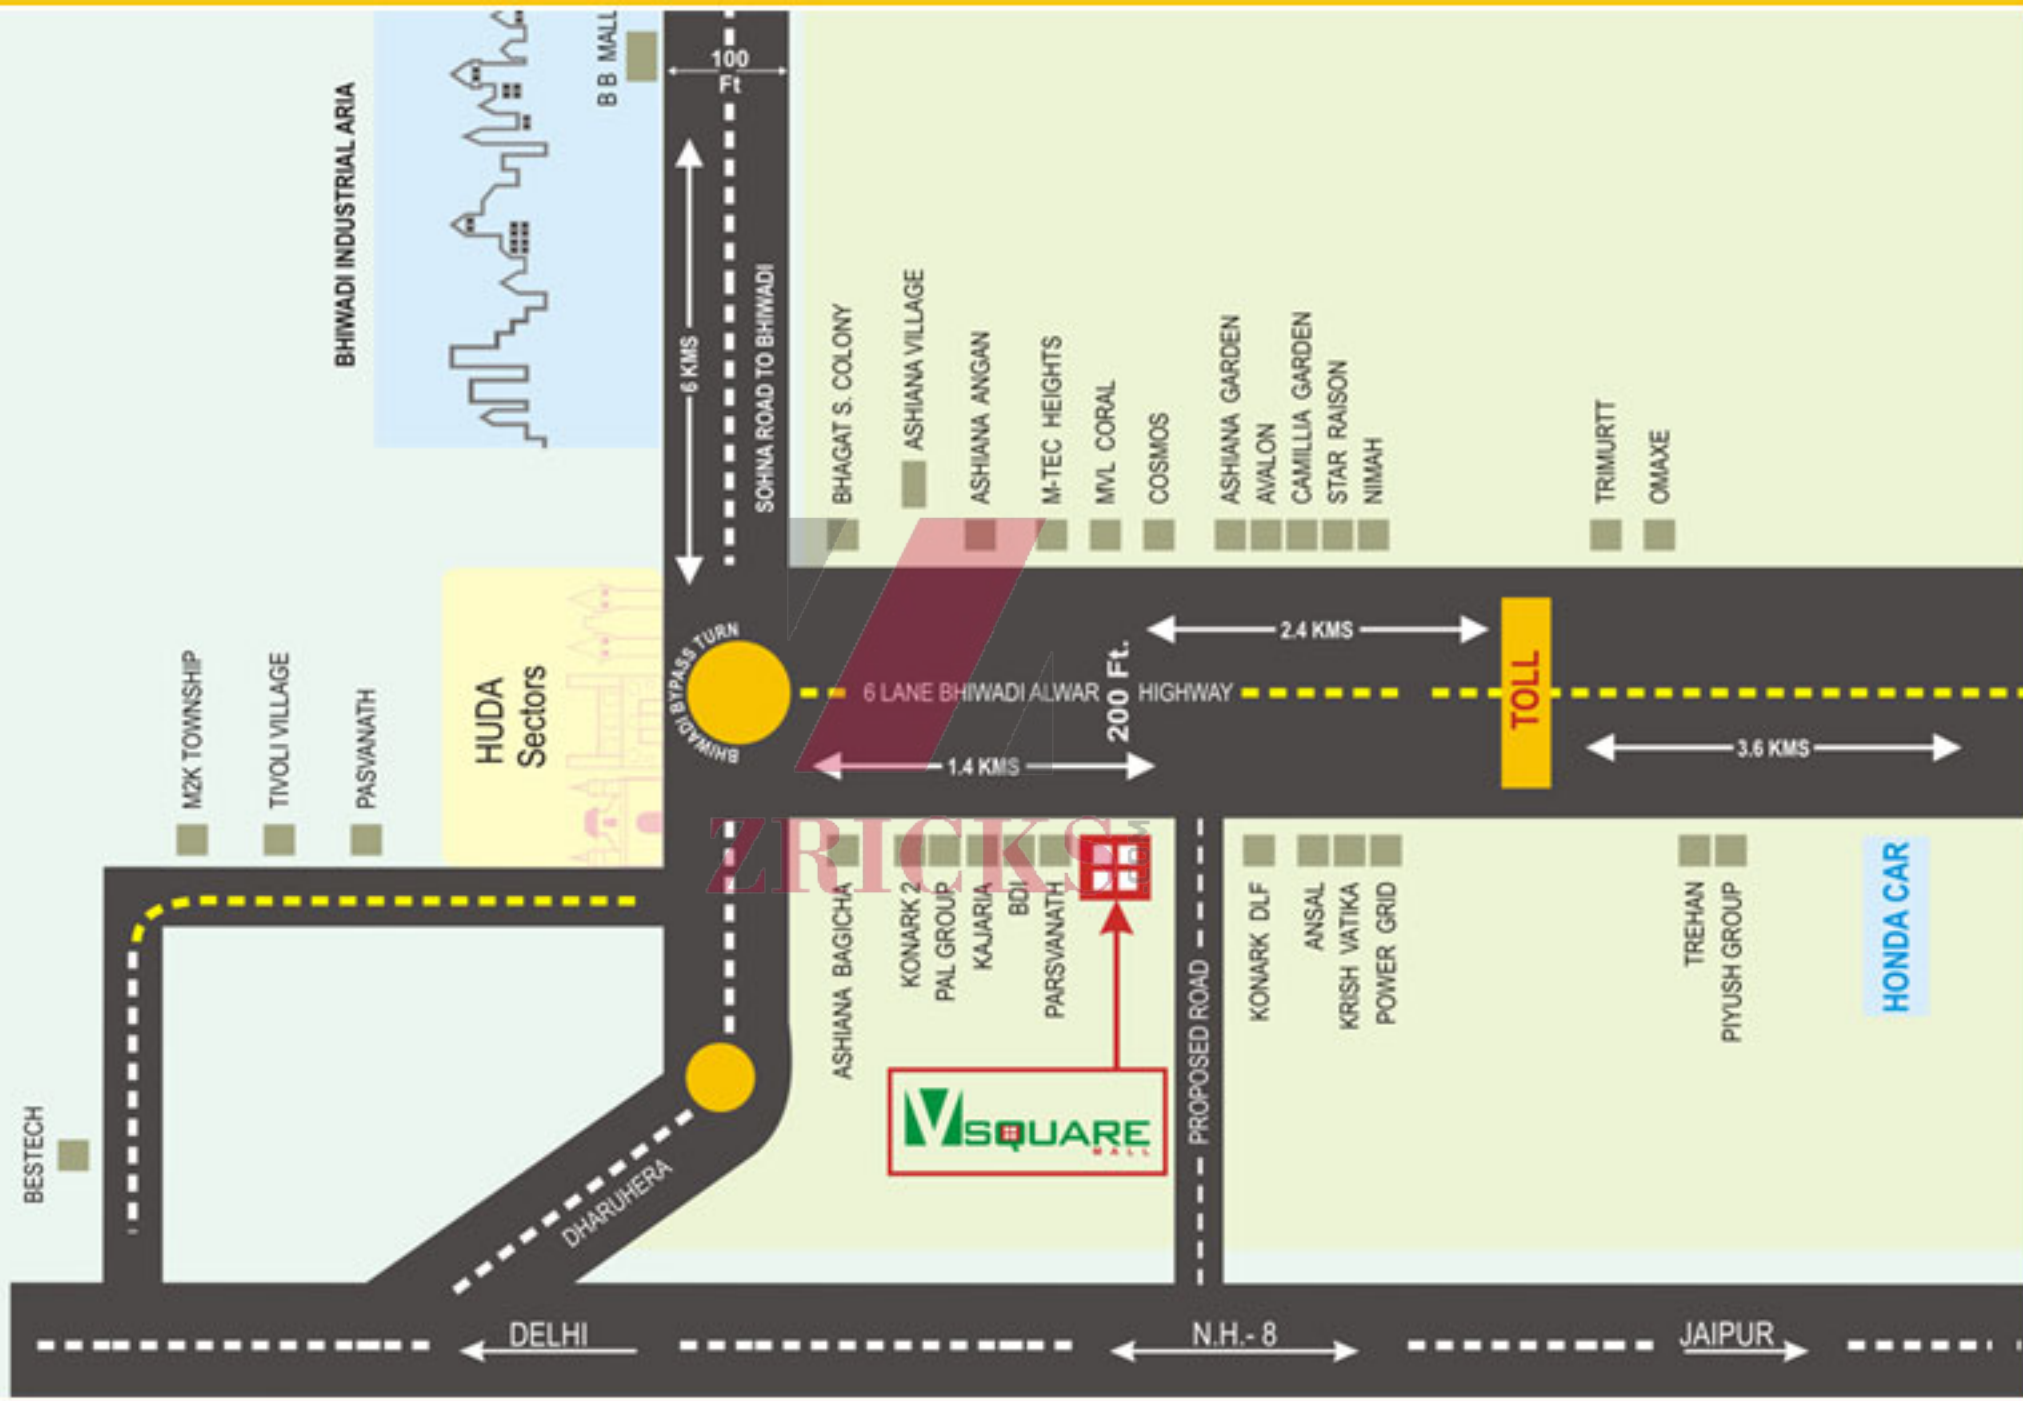 B B MALL
100
Ft
BHIWADI INDUSTRIAL ARIA
6 KMS
SOHNA ROAD TO BHIWADI
BHAGAT S. COLONY
ASHIANA VILLAGE
ASHIANA ANGAN
M-TEC HEIGHTS
MVL CORAL
COSMOS
ASHIANA GARDEN
AVALON
CAMILLIA GARDEN
STAR RAISON
NIMAH
TRIMURTT
OMAXE
M2K TOWNSHIP
TIVOLI VILLAGE
PASVANATH
HUDA
Sectors
BHIWADI BYPASS TURN
6 LANE BHIWADI ALWAR HIGHWAY
200 Ft.
2.4 KMS
TOLL
1.4 KMS
3.6 KMS
ZRICKS
.COM
ASHIANA BAGICHA
KONARK 2
PAL GROUP
KAJARIA
BDI
PARSVANATH
KONARK DLF
ANSAL
KRISH VATIKA
POWER GRID
TREHAN
PIYUSH GROUP
HONDA CAR
BESTECH
DHARUHERA
V SQUARE
MALL
PROPOSED ROAD
DELHI
N.H.- 8
JAIPUR